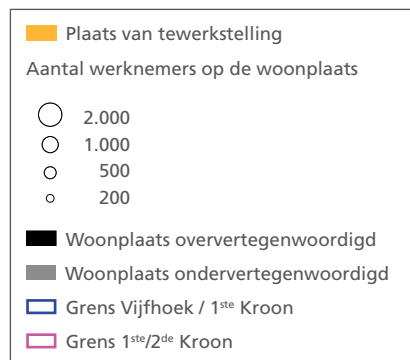 Plaats van tewerkstelling
Aantal werknemers op de woonplaats
2.000
1.000
500
200
Woonplaats oververtegenwoordigd
Woonplaats ondervertegenwoordigd
Grens Vijfhoek / 1ste Kroon
Grens 1ste/2de Kroon